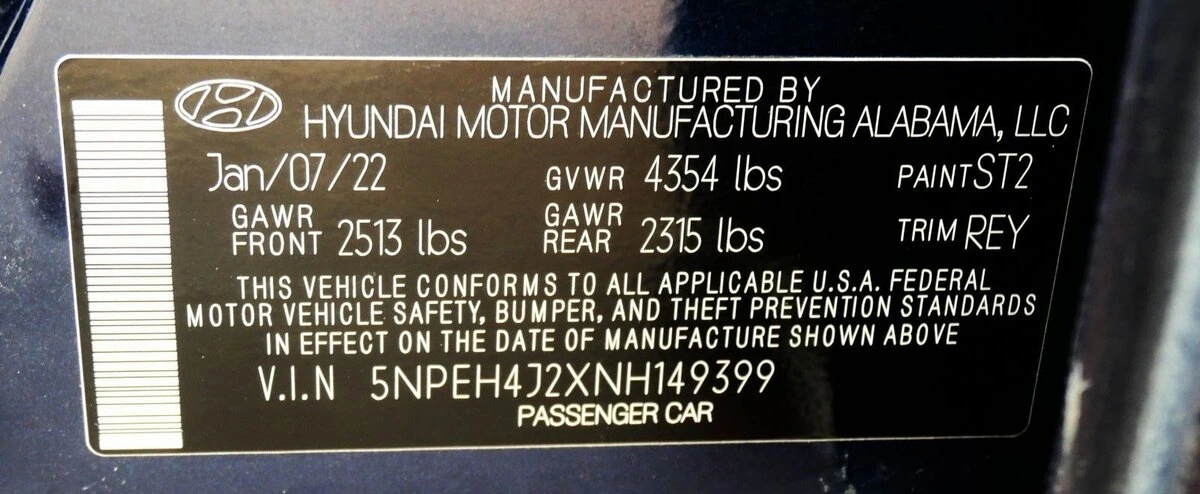 MANUFACTURED BY
HYUNDAI MOTOR MANUFACTURING ALABAMA, LLC
Jan/07/22 GVWR 4354 lbs PAINT ST2
GAWR FRONT 2513 lbs GAWR REAR 2315 lbs TRIM REY
THIS VEHICLE CONFORMS TO ALL APPLICABLE U.S.A. FEDERAL
MOTOR VEHICLE SAFETY, BUMPER, AND THEFT PREVENTION STANDARDS
IN EFFECT ON THE DATE OF MANUFACTURE SHOWN ABOVE
V.I.N 5NPEH4J2XNH149399
PASSENGER CAR